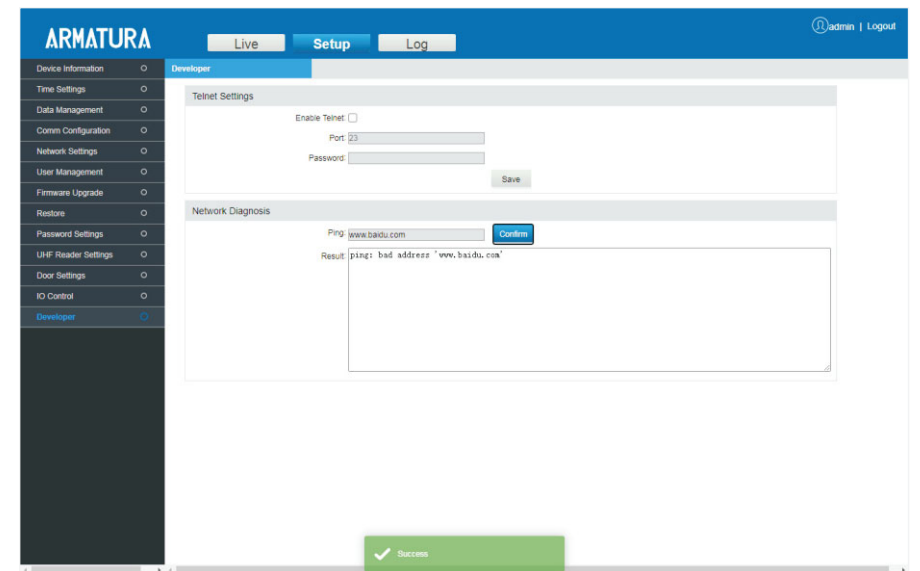 ARMATURA
Live
Setup
Log
admin | Logout
Device Information
Time Settings
Data Management
Comm Configuration
Network Settings
User Management
Firmware Upgrade
Restore
Password Settings
UHF Reader Settings
Door Settings
IO Control
Developer
Developer
Telnet Settings
Enable Telnet:
Port: 23
Password:
Save
Network Diagnosis
Ping: www.baidu.com
Confirm
Result: ping: bad address 'www.baidu.com'
Success